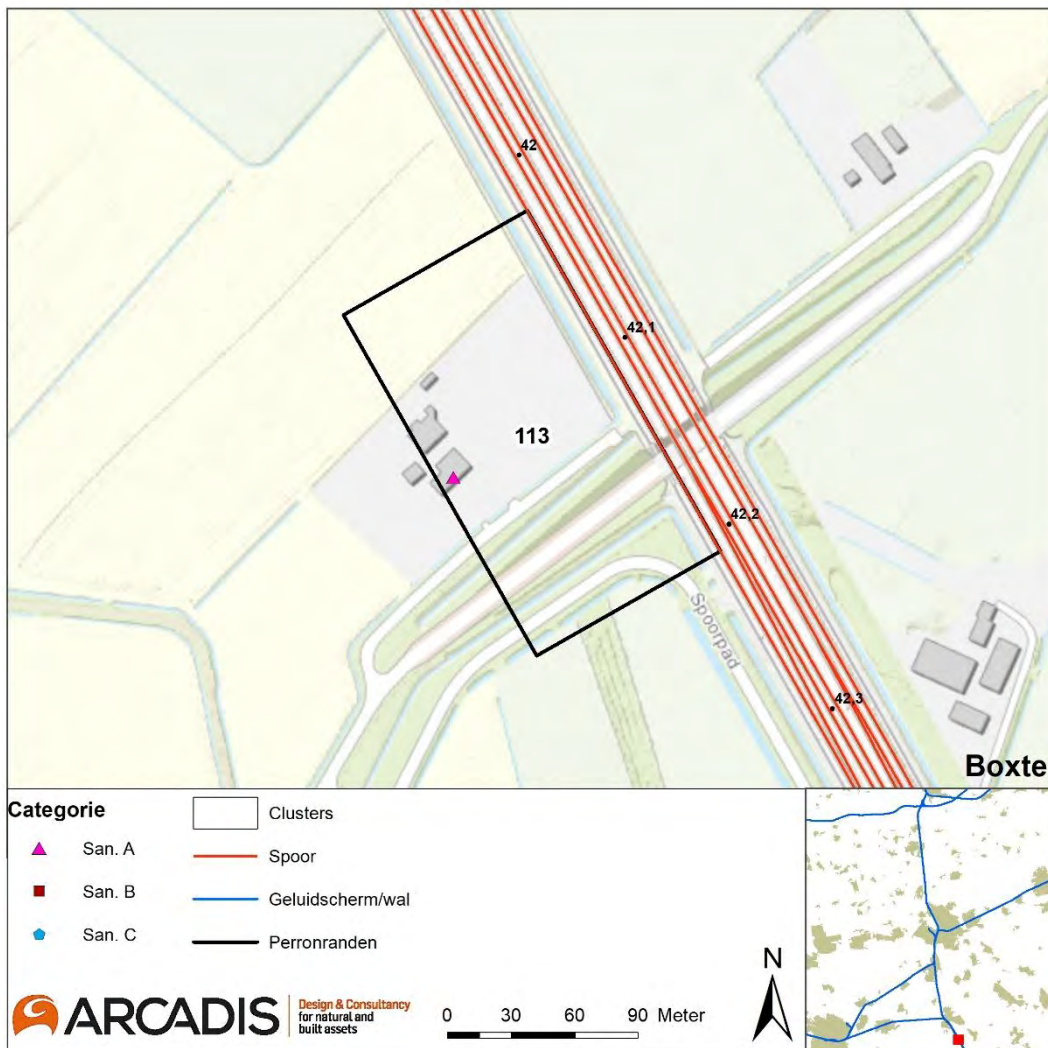 42
42,1
113
42,2
Spoorpad
42,3
Boxte
Categorie
San. A
San. B
San. C
Clusters
Spoor
Geluidscherm/wal
Perronranden
ARCADIS
Design & Consultancy
for natural and
built assets
0 30 60 90 Meter
N